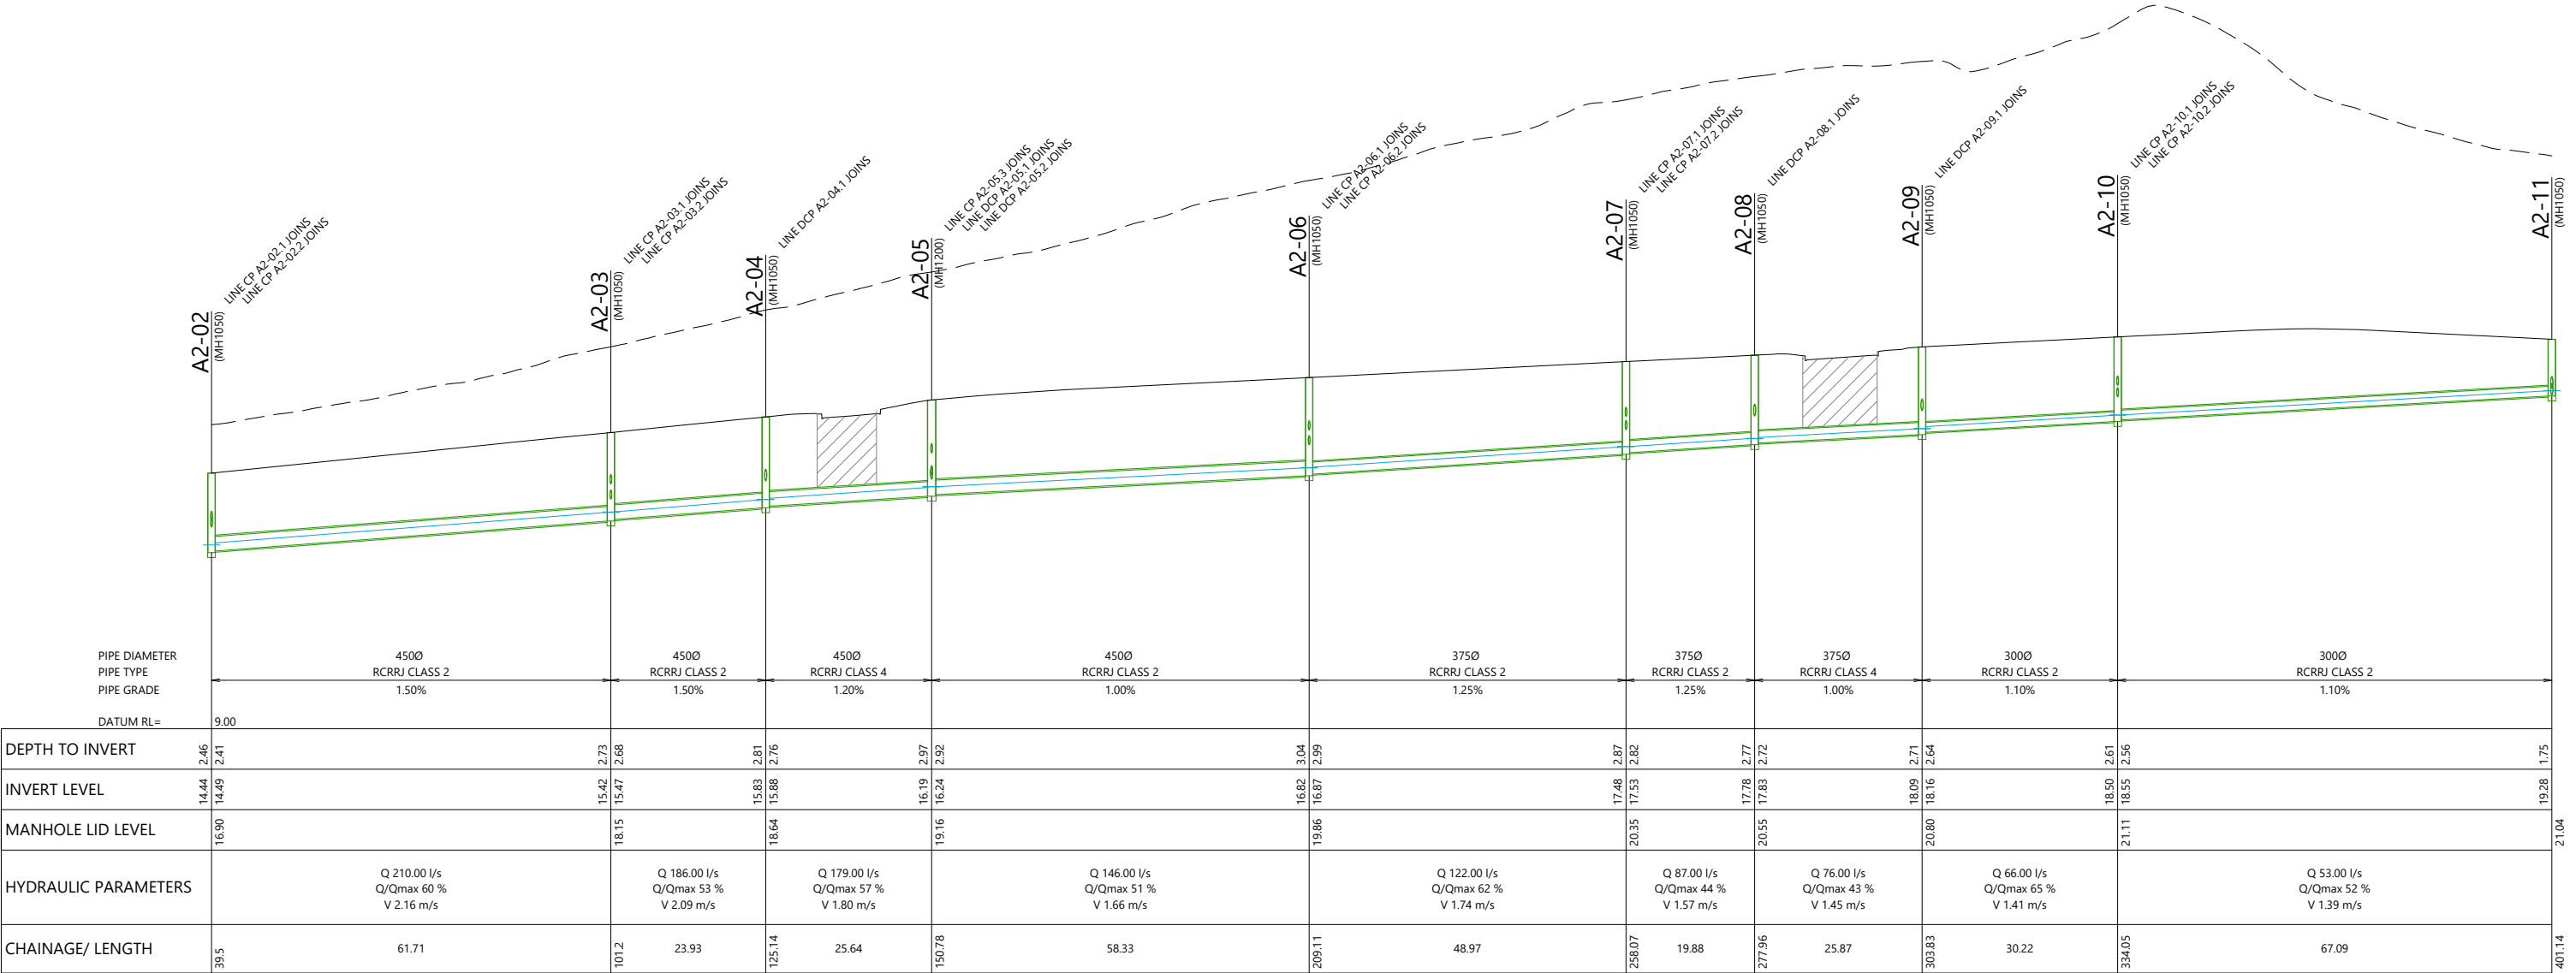 A2-02
(MH1050)
LINE CP A2-02.1 JOINS
LINE CP A2-02.2 JOINS
A2-03
(MH1050)
LINE CP A2-03.1 JOINS
LINE CP A2-03.2 JOINS
A2-04
(MH1050)
LINE DCP A2-04.1 JOINS
A2-05
(MH1200)
LINE CP A2-05.3 JOINS
LINE DCP A2-05.1 JOINS
LINE DCP A2-05.2 JOINS
A2-06
(MH1050)
LINE CP A2-06.1 JOINS
LINE CP A2-06.2 JOINS
A2-07
(MH1050)
LINE CP A2-07.1 JOINS
LINE CP A2-07.2 JOINS
A2-08
(MH1050)
LINE DCP A2-08.1 JOINS
A2-09
(MH1050)
LINE DCP A2-09.1 JOINS
A2-10
(MH1050)
LINE CP A2-10.1 JOINS
LINE CP A2-10.2 JOINS
A2-11
(MH1050)
PIPE DIAMETER 450Ø 450Ø 450Ø 450Ø 375Ø 375Ø 375Ø 300Ø 300Ø
PIPE TYPE RCRRJ CLASS 2 RCRRJ CLASS 2 RCRRJ CLASS 4 RCRRJ CLASS 2 RCRRJ CLASS 2 RCRRJ CLASS 2 RCRRJ CLASS 4 RCRRJ CLASS 2 RCRRJ CLASS 2
PIPE GRADE 1.50% 1.50% 1.20% 1.00% 1.25% 1.25% 1.00% 1.10% 1.10%
DATUM RL= 9.00
DEPTH TO INVERT 2.46 2.41 2.73 2.68 2.81 2.76 2.97 2.92 3.04 2.99 2.87 2.82 2.77 2.72 2.71 2.64 2.61 2.56 1.75
INVERT LEVEL 14.44 14.49 15.42 15.47 15.83 15.88 16.19 16.24 16.82 16.87 17.48 17.53 17.78 17.83 18.09 18.16 18.50 18.55 19.28
MANHOLE LID LEVEL 16.90 18.15 18.64 19.16 19.86 20.35 20.55 20.80 21.11 21.04
HYDRAULIC PARAMETERS
Q 210.00 l/s Q 186.00 l/s Q 179.00 l/s Q 146.00 l/s Q 122.00 l/s Q 87.00 l/s Q 76.00 l/s Q 66.00 l/s Q 53.00 l/s
Q/Qmax 60 % Q/Qmax 53 % Q/Qmax 57 % Q/Qmax 51 % Q/Qmax 62 % Q/Qmax 44 % Q/Qmax 43 % Q/Qmax 65 % Q/Qmax 52 %
V 2.16 m/s V 2.09 m/s V 1.80 m/s V 1.66 m/s V 1.74 m/s V 1.57 m/s V 1.45 m/s V 1.41 m/s V 1.39 m/s
CHAINAGE/ LENGTH 39.5 61.71 101.2 23.93 125.14 25.64 150.78 58.33 209.11 48.97 258.07 19.88 277.96 25.87 303.83 30.22 334.05 67.09 401.14